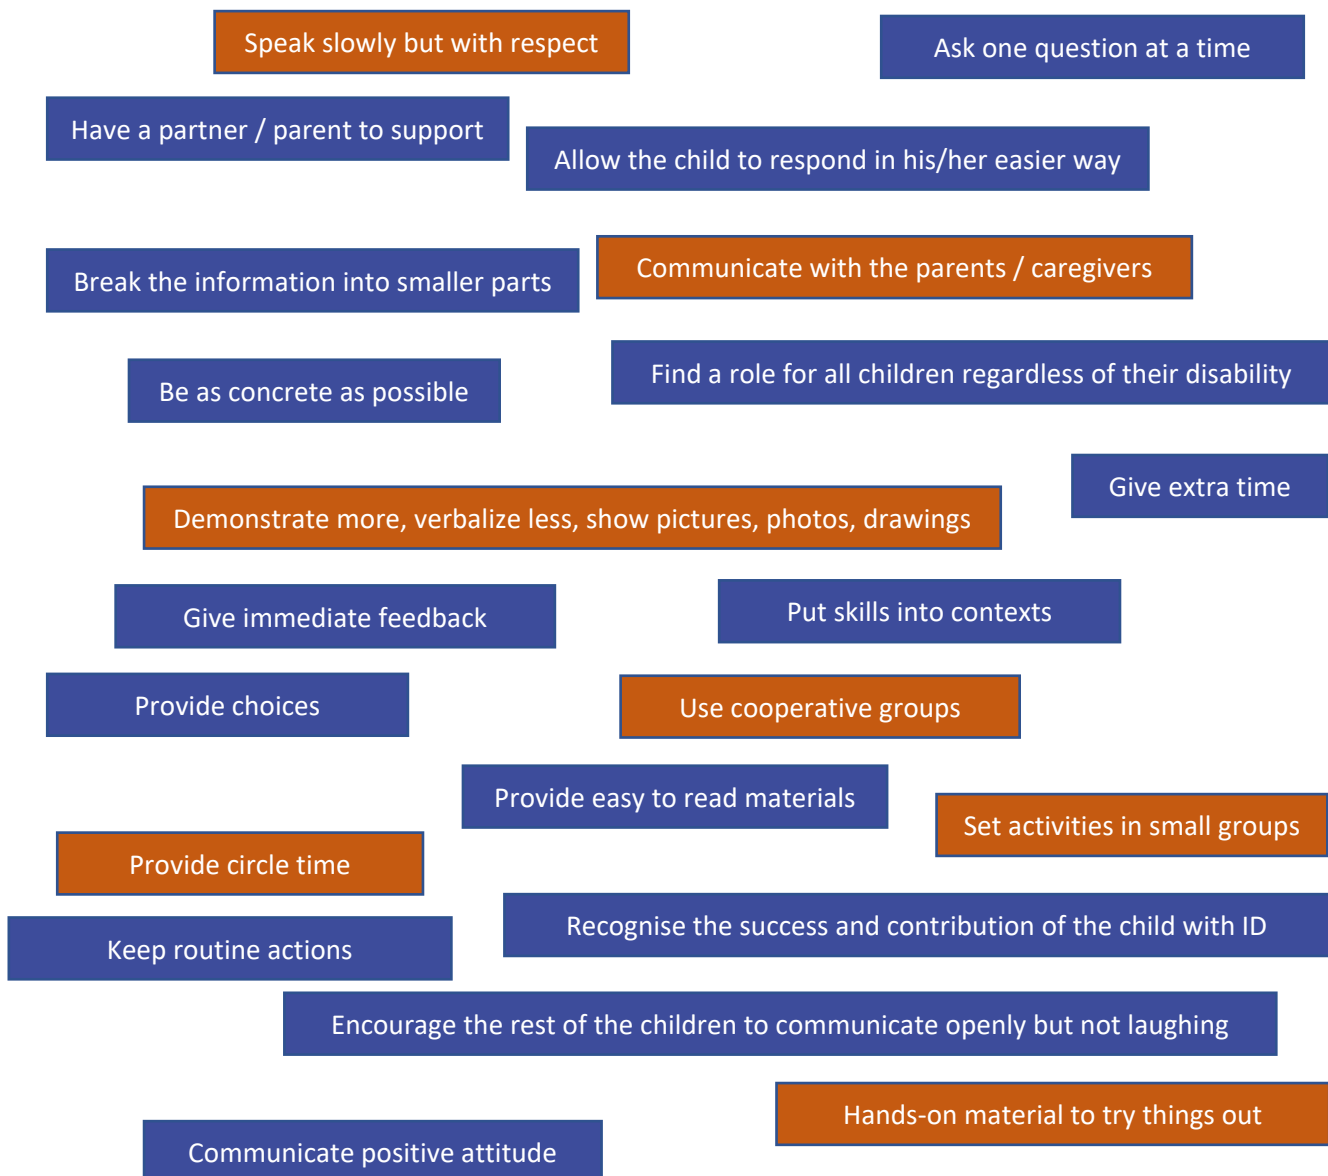 Speak slowly but with respect
Ask one question at a time
Have a partner / parent to support
Allow the child to respond in his/her easier way
Break the information into smaller parts
Communicate with the parents / caregivers
Be as concrete as possible
Find a role for all children regardless of their disability
Give extra time
Demonstrate more, verbalize less, show pictures, photos, drawings
Give immediate feedback
Put skills into contexts
Provide choices
Use cooperative groups
Provide easy to read materials
Set activities in small groups
Provide circle time
Recognise the success and contribution of the child with ID
Keep routine actions
Encourage the rest of the children to communicate openly but not laughing
Hands-on material to try things out
Communicate positive attitude